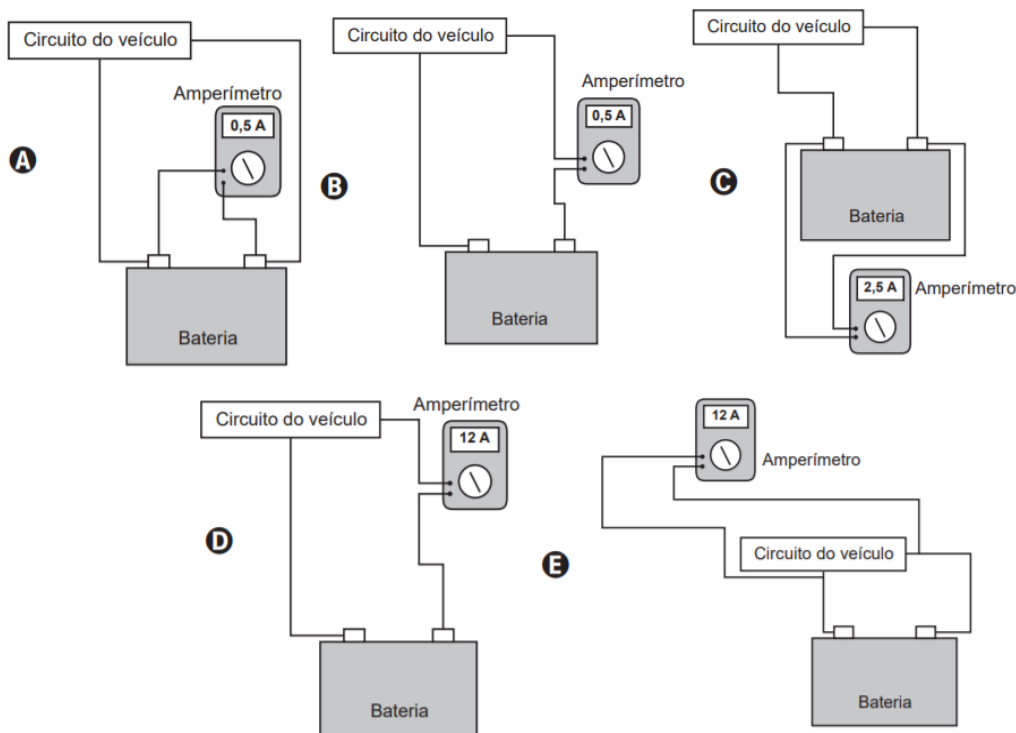 Circuito do veículo
Amperímetro
0,5 A
A
Bateria
Circuito do veículo
Amperímetro
0,5 A
B
Bateria
Circuito do veículo
C
Bateria
2,5 A
Amperímetro
Circuito do veículo
Amperímetro
12 A
D
Bateria
12 A
Amperímetro
E
Circuito do veículo
Bateria